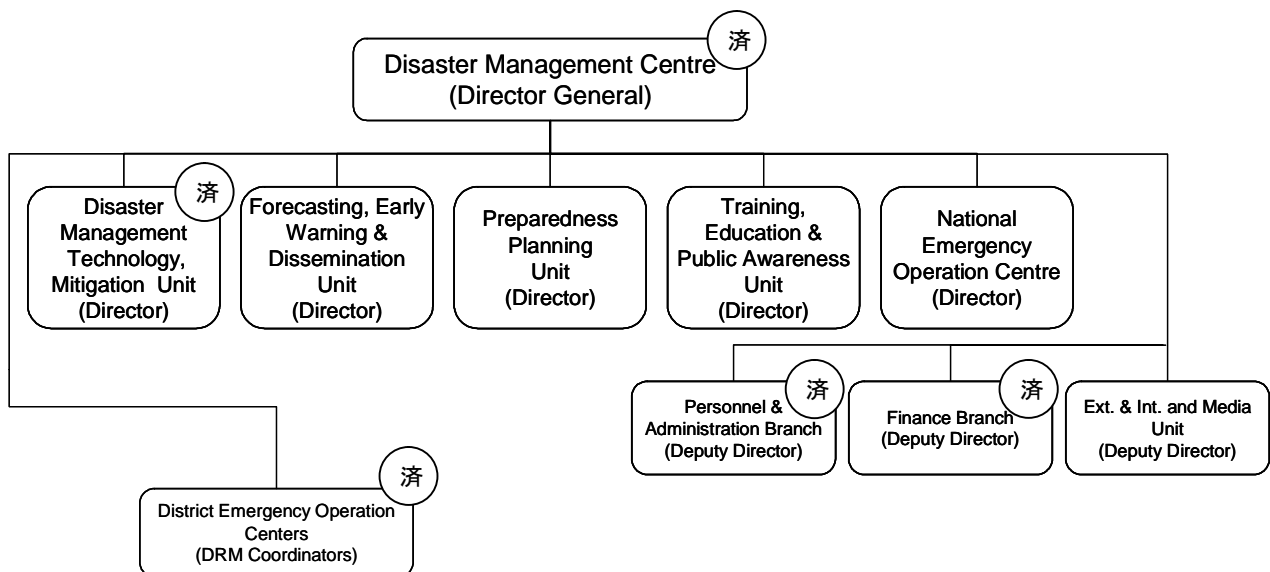 済
Disaster Management Centre
(Director General)
済
Disaster
Management
Technology,
Mitigation Unit
(Director)
Forecasting, Early
Warning &
Dissemination
Unit
(Director)
Preparedness
Planning
Unit
(Director)
Training,
Education &
Public Awareness
Unit
(Director)
National
Emergency
Operation Centre
(Director)
済
Personnel &
Administration Branch
(Deputy Director)
済
Finance Branch
(Deputy Director)
Ext. & Int. and Media
Unit
(Deputy Director)
済
District Emergency Operation
Centers
(DRM Coordinators)